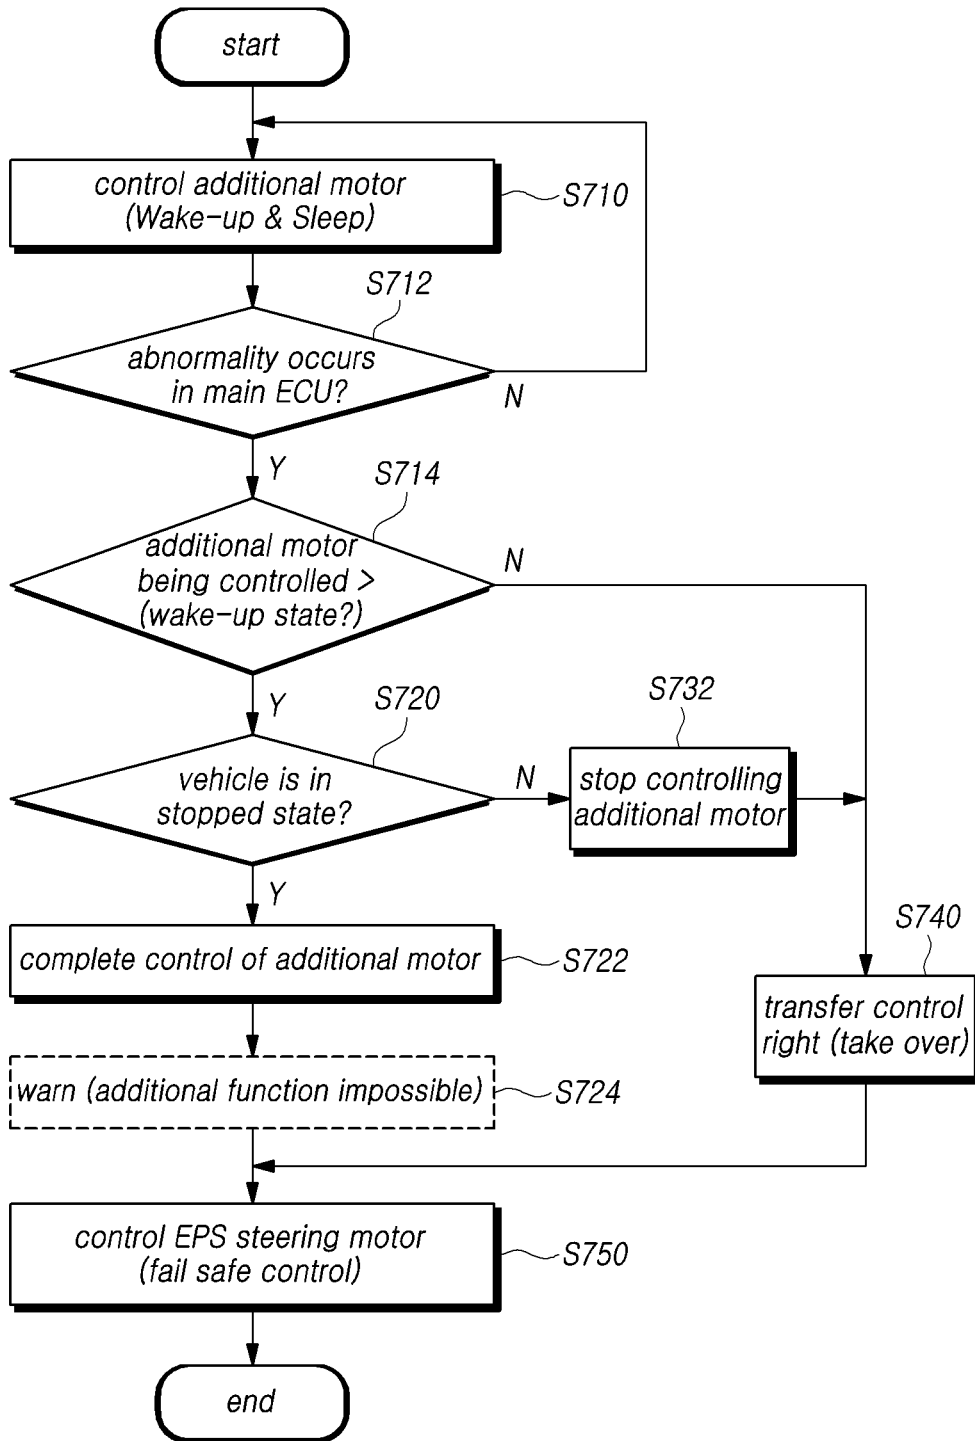 start
control additional motor
(Wake-up & Sleep)
S710
S712
abnormality occurs
in main ECU?
N
Y
S714
additional motor
being controlled >
(wake-up state?)
N
Y
S720
vehicle is in
stopped state?
N
S732
stop controlling
additional motor
Y
complete control of additional motor
S722
S740
transfer control
right (take over)
warn (additional function impossible)
S724
control EPS steering motor
(fail safe control)
S750
end